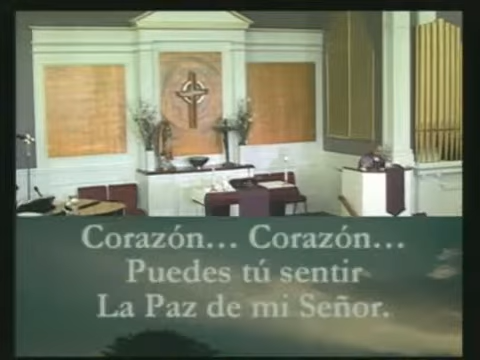 Corazón... Corazón...
Puedes tú sentir
La Paz de mi Señor.